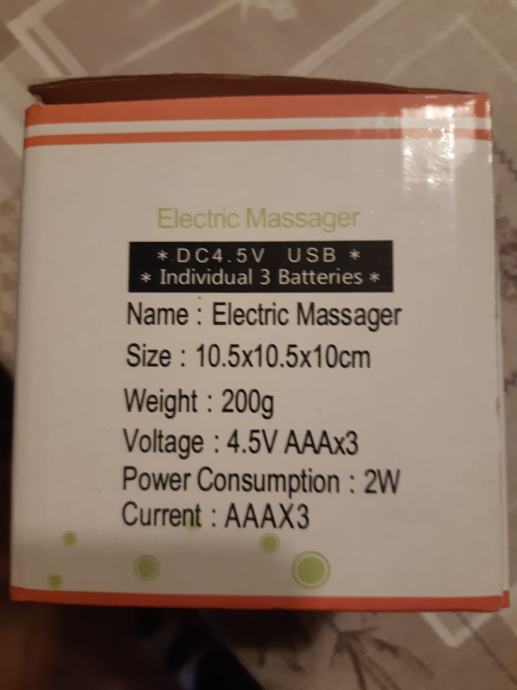 Electric Massager
* DC4.5V USB *
* Individual 3 Batteries *
Name : Electric Massager
Size : 10.5x10.5x10cm
Weight : 200g
Voltage : 4.5V AAAx3
Power Consumption : 2W
Current : AAAX3